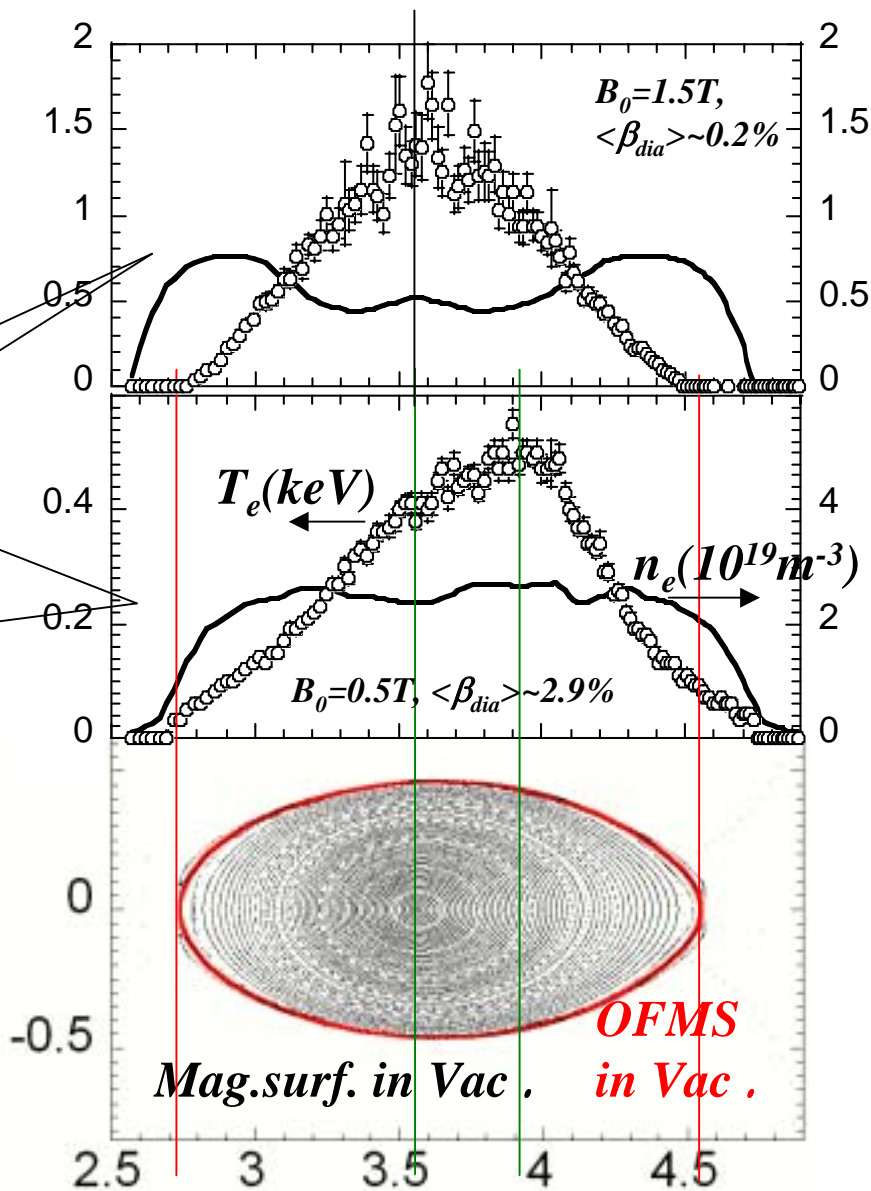 2 2
B0=1.5T,
<βdia>~0.2%
1.5 1.5
1 1
0.5 0.5
0 0
Te(keV)
0.4 4
ne(10^19m^-3)
0.2 2
B0=0.5T, <βdia>~2.9%
0 0
0
-0.5
OFMS
Mag.surf. in Vac . in Vac .
2.5 3 3.5 4 4.5